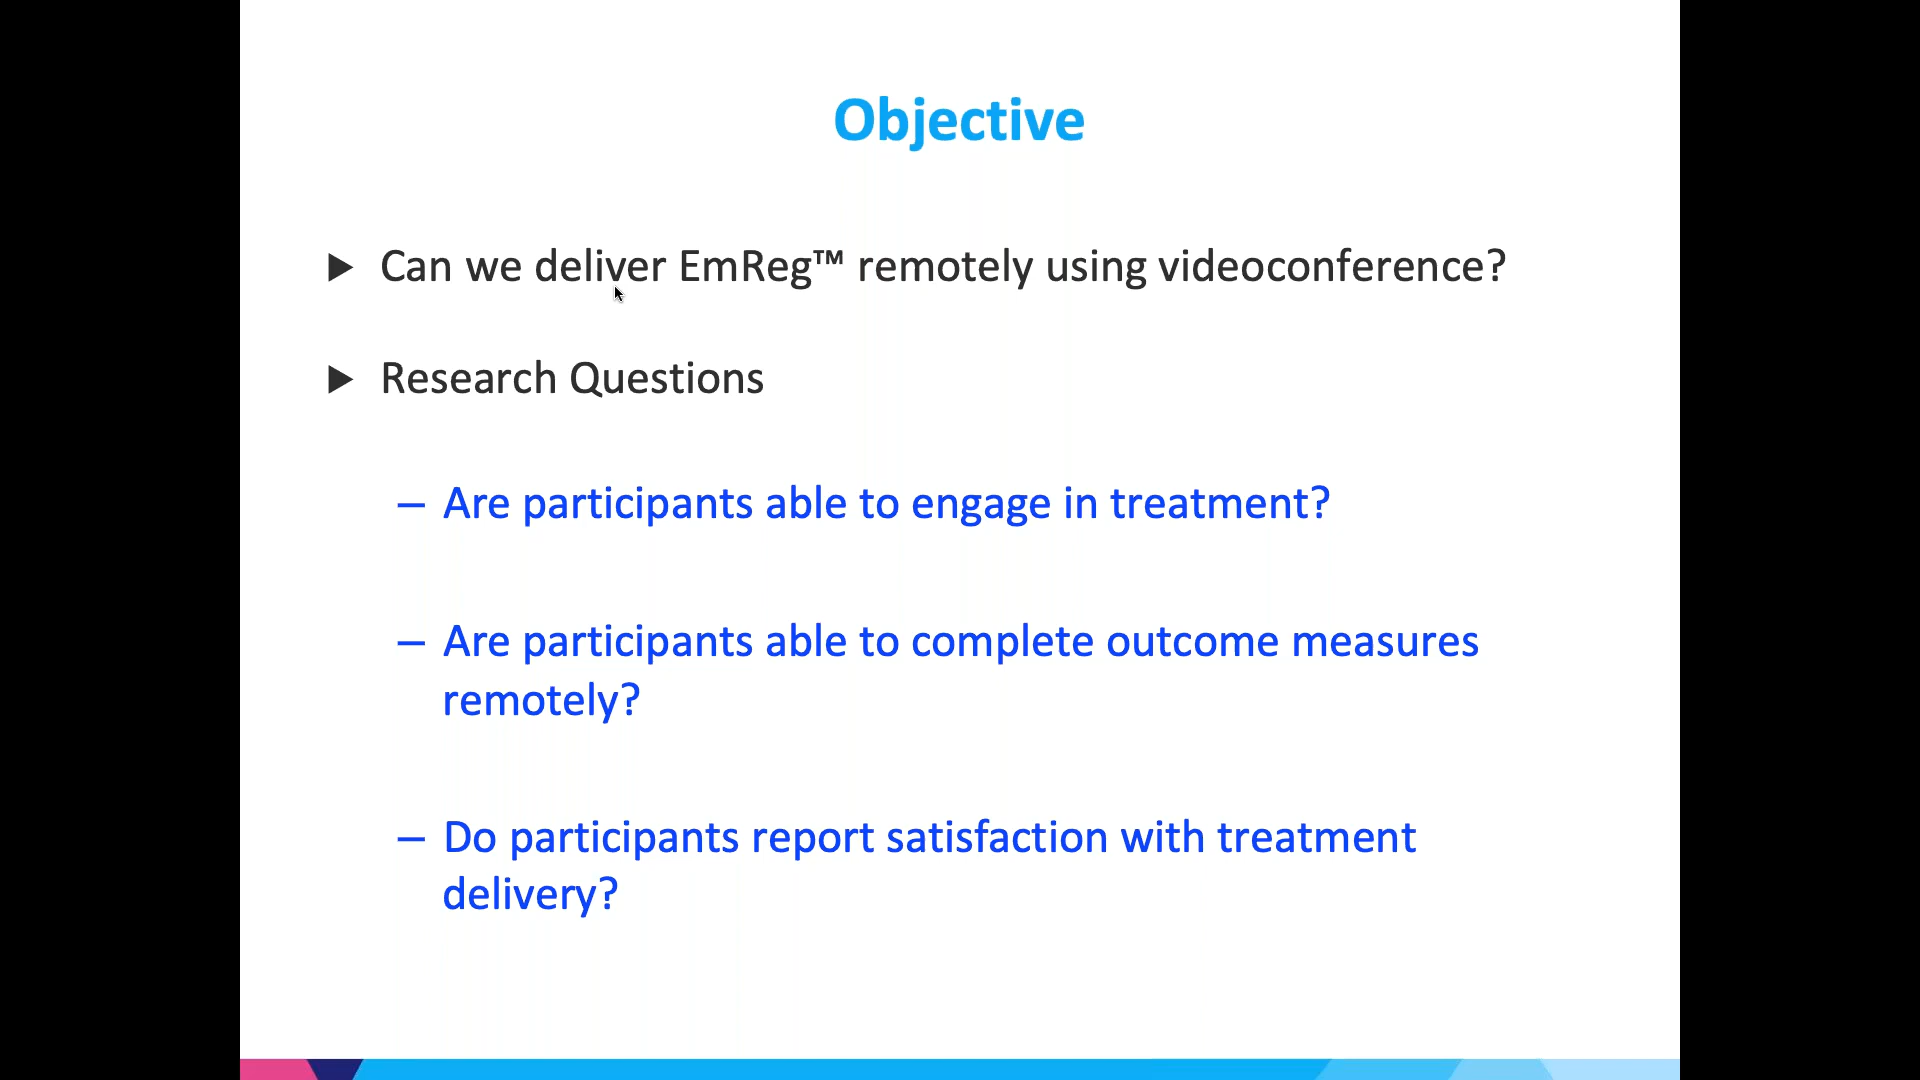 Objective
▶ Can we deliver EmReg™ remotely using videoconference?
▶ Research Questions
– Are participants able to engage in treatment?
– Are participants able to complete outcome measures
remotely?
– Do participants report satisfaction with treatment
delivery?